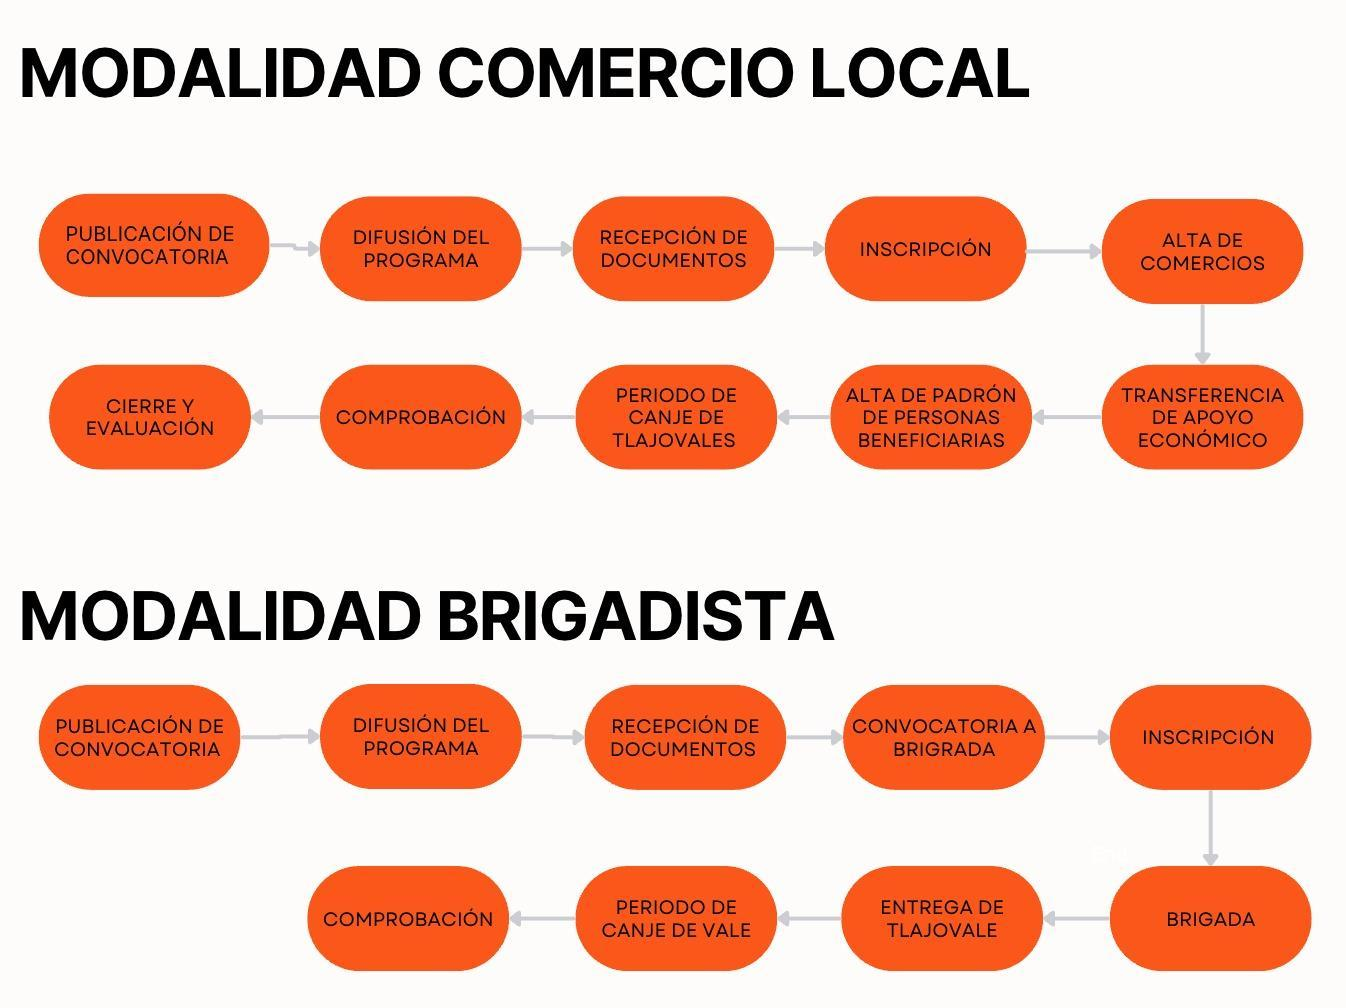 MODALIDAD COMERCIO LOCAL
PUBLICACIÓN DE
CONVOCATORIA
DIFUSIÓN DEL
PROGRAMA
RECEPCIÓN DE
DOCUMENTOS
INSCRIPCIÓN
ALTA DE
COMERCIOS
TRANSFERENCIA
DE APOYO
ECONÓMICO
ALTA DE PADRÓN
DE PERSONAS
BENEFICIARIAS
PERIODO DE
CANJE DE
TLAJOVALES
COMPROBACIÓN
CIERRE Y
EVALUACIÓN
MODALIDAD BRIGADISTA
PUBLICACIÓN DE
CONVOCATORIA
DIFUSIÓN DEL
PROGRAMA
RECEPCIÓN DE
DOCUMENTOS
CONVOCATORIA A
BRIGRADA
INSCRIPCIÓN
End
BRIGADA
ENTREGA DE
TLAJOVALE
PERIODO DE
CANJE DE VALE
COMPROBACIÓN